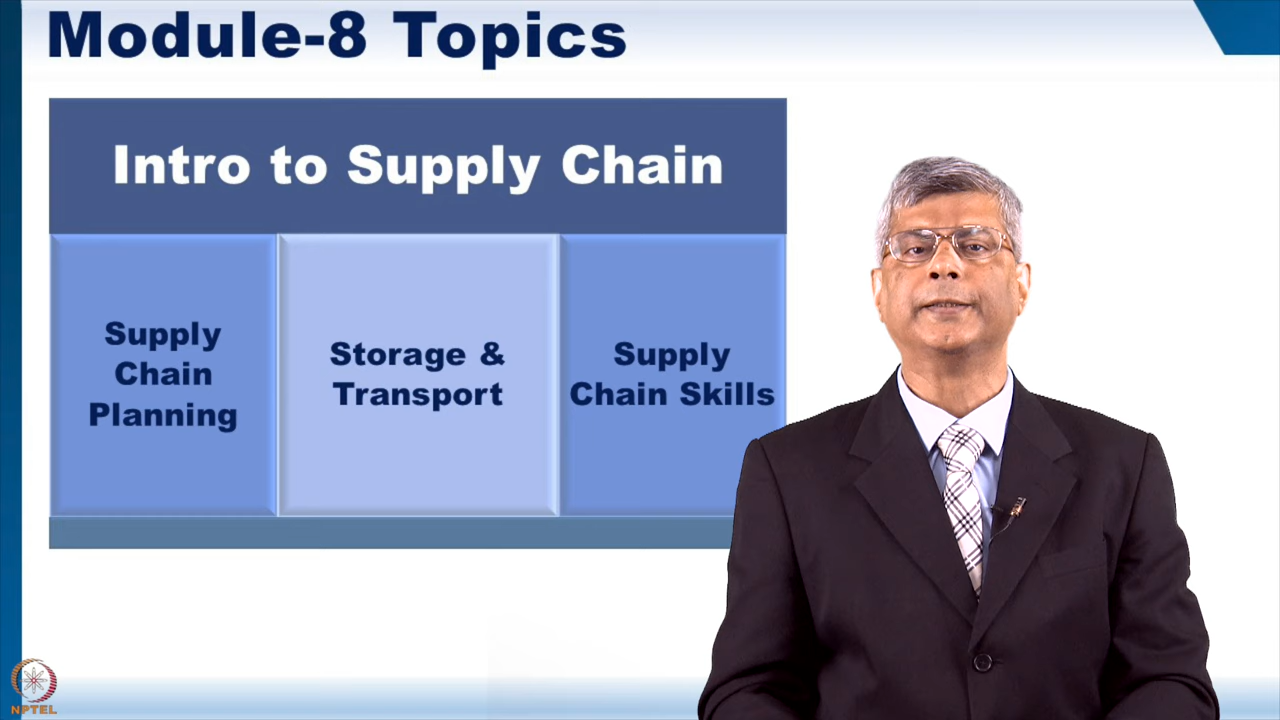 Module-8 Topics
Intro to Supply Chain
Supply
Chain
Planning
Storage &
Transport
Supply
Chain Skills
NPTEL